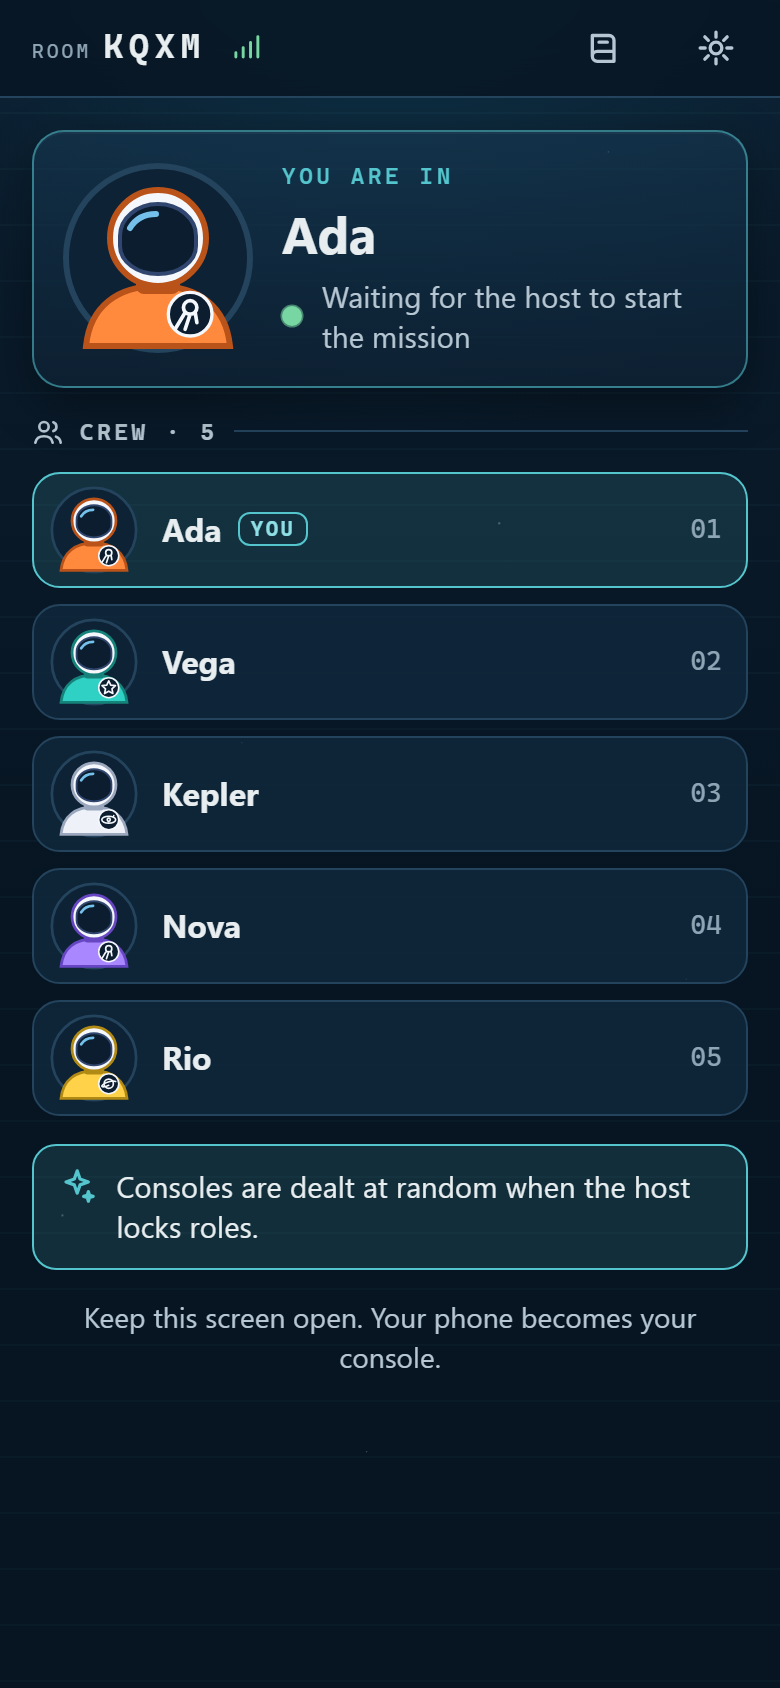 ROOM KQXM
YOU ARE IN
Ada
Waiting for the host to start
the mission
CREW · 5
Ada YOU 01
Vega 02
Kepler 03
Nova 04
Rio 05
Consoles are dealt at random when the host
locks roles.
Keep this screen open. Your phone becomes your
console.